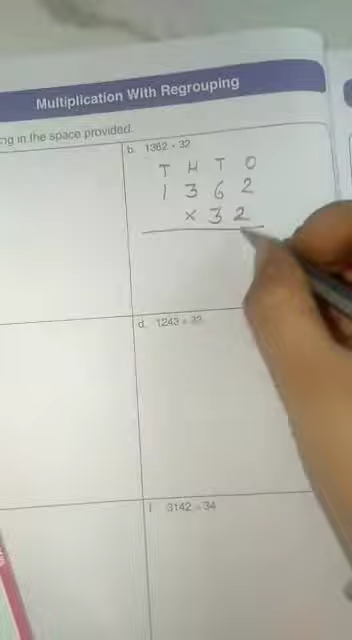 Multiplication With Regrouping
ng in the space provided.
b. 1362 × 32
T H T O
1 3 6 2
× 3 2
d. 1243 × 32
3142 × 34